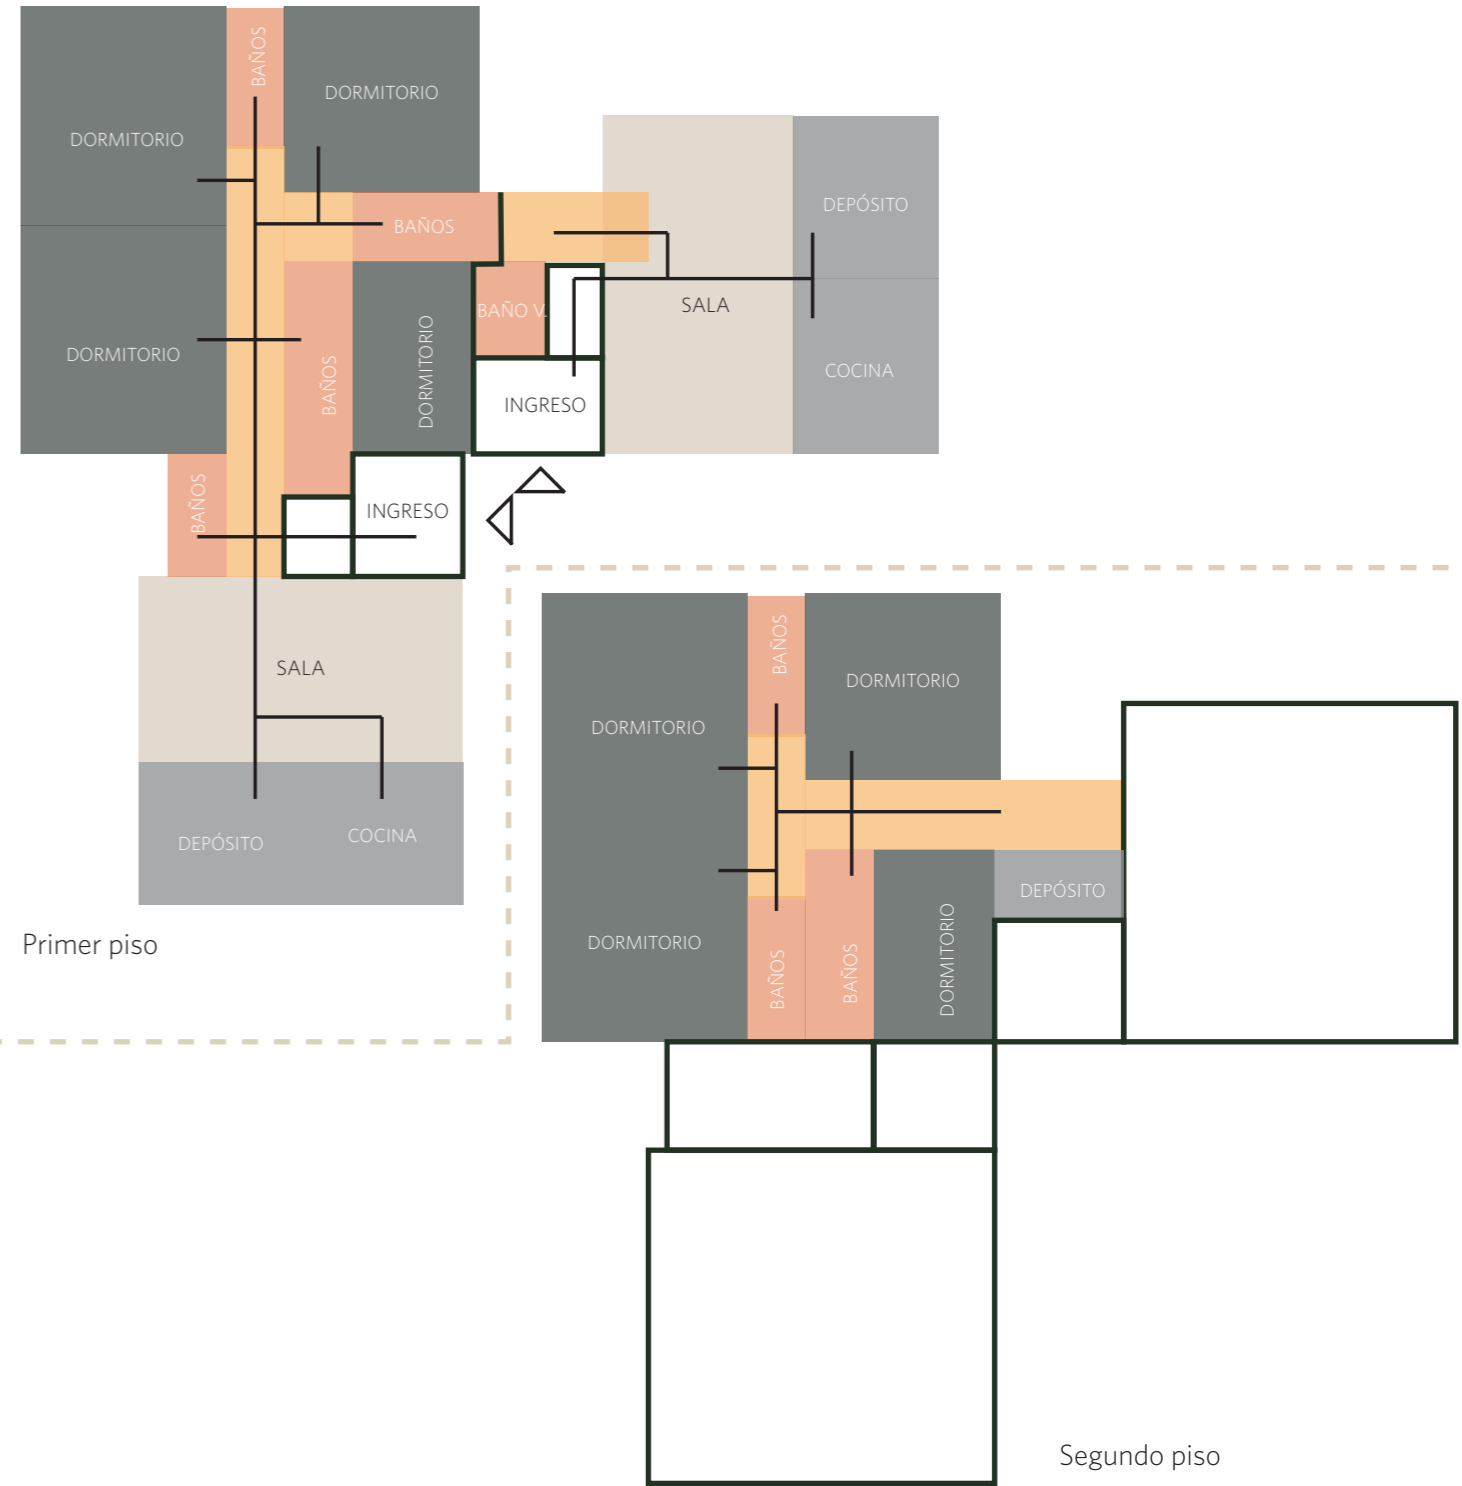 BAÑOS
DORMITORIO
DORMITORIO
DEPÓSITO
BAÑOS
SALA
BAÑO V.
DORMITORIO
DORMITORIO
BAÑOS
COCINA
INGRESO
BAÑOS
INGRESO
SALA
DEPÓSITO
COCINA
Primer piso
BAÑOS
DORMITORIO
DORMITORIO
DEPÓSITO
DORMITORIO
DORMITORIO
BAÑOS
BAÑOS
Segundo piso